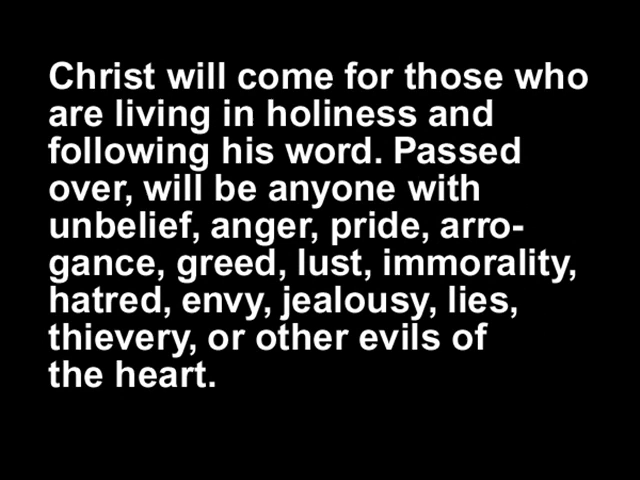 Christ will come for those who
are living in holiness and
following his word. Passed
over, will be anyone with
unbelief, anger, pride, arro-
gance, greed, lust, immorality,
hatred, envy, jealousy, lies,
thievery, or other evils of
the heart.